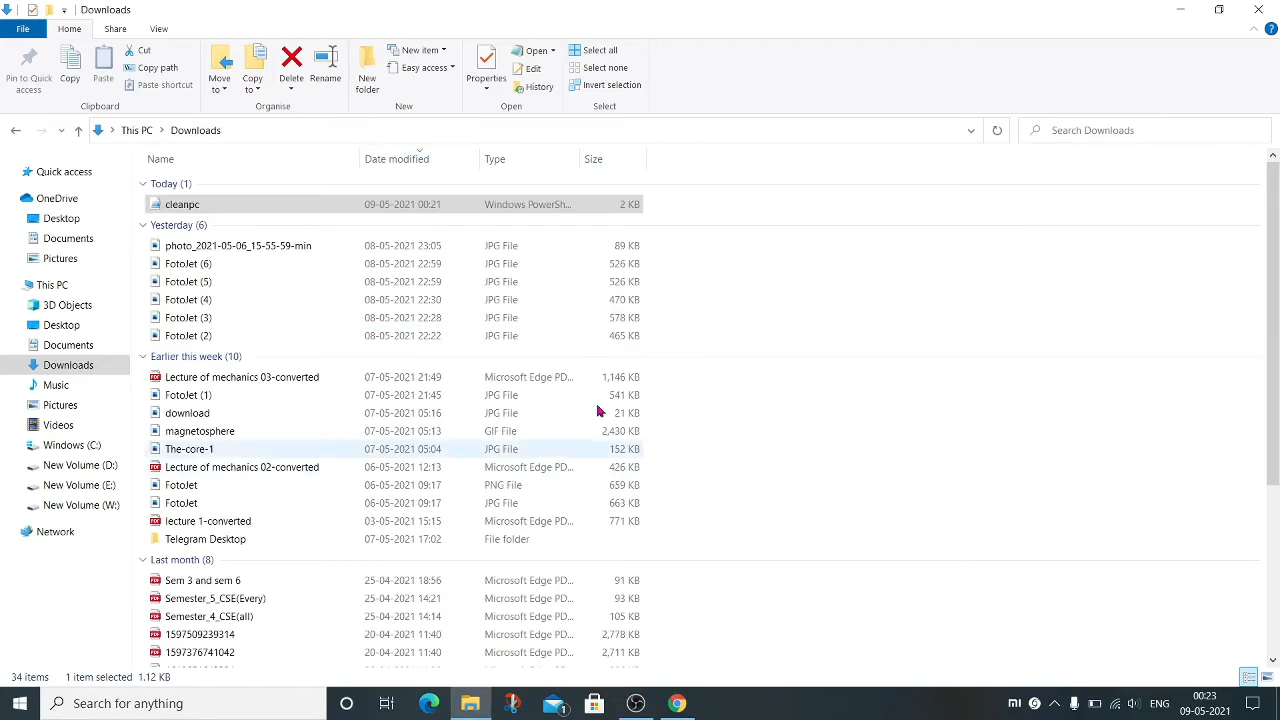 Downloads
File Home Share View
Pin to Quick access
Copy
Paste
Cut
Copy path
Paste shortcut
Clipboard
Move to
Copy to
Delete
Rename
Organise
New folder
New item
Easy access
New
Properties
Open
Edit
History
Open
Select all
Select none
Invert selection
Select
This PC Downloads
Search Downloads
Quick access
OneDrive
Desktop
Documents
Pictures
This PC
3D Objects
Desktop
Documents
Downloads
Music
Pictures
Videos
Windows (C:)
New Volume (D:)
New Volume (E:)
New Volume (W:)
Network
Name Date modified Type Size
Today (1)
cleanpc 09-05-2021 00:21 Windows PowerSh... 2 KB
Yesterday (6)
photo_2021-05-06_15-55-59-min 08-05-2021 23:05 JPG File 89 KB
FotoJet (6) 08-05-2021 22:59 JPG File 526 KB
FotoJet (5) 08-05-2021 22:59 JPG File 526 KB
FotoJet (4) 08-05-2021 22:30 JPG File 470 KB
FotoJet (3) 08-05-2021 22:28 JPG File 578 KB
FotoJet (2) 08-05-2021 22:22 JPG File 465 KB
Earlier this week (10)
Lecture of mechanics 03-converted 07-05-2021 21:49 Microsoft Edge PD... 1,146 KB
FotoJet (1) 07-05-2021 21:45 JPG File 541 KB
download 07-05-2021 05:16 JPG File 21 KB
magnetosphere 07-05-2021 05:13 GIF File 2,430 KB
The-core-1 07-05-2021 05:04 JPG File 152 KB
Lecture of mechanics 02-converted 06-05-2021 12:13 Microsoft Edge PD... 426 KB
FotoJet 06-05-2021 09:17 PNG File 659 KB
FotoJet 06-05-2021 09:17 JPG File 663 KB
lecture 1-converted 03-05-2021 15:15 Microsoft Edge PD... 771 KB
Telegram Desktop 07-05-2021 17:02 File folder
Last month (8)
Sem 3 and sem 6 25-04-2021 18:56 Microsoft Edge PD... 91 KB
Semester_5_CSE(Every) 25-04-2021 14:21 Microsoft Edge PD... 93 KB
Semester_4_CSE(all) 25-04-2021 14:14 Microsoft Edge PD... 105 KB
1597509239314 20-04-2021 11:40 Microsoft Edge PD... 2,778 KB
1597376741042 20-04-2021 11:40 Microsoft Edge PD... 2,711 KB
34 items 1 item selected 1.12 KB
Search for anything
1
MI
ENG
00:23
09-05-2021